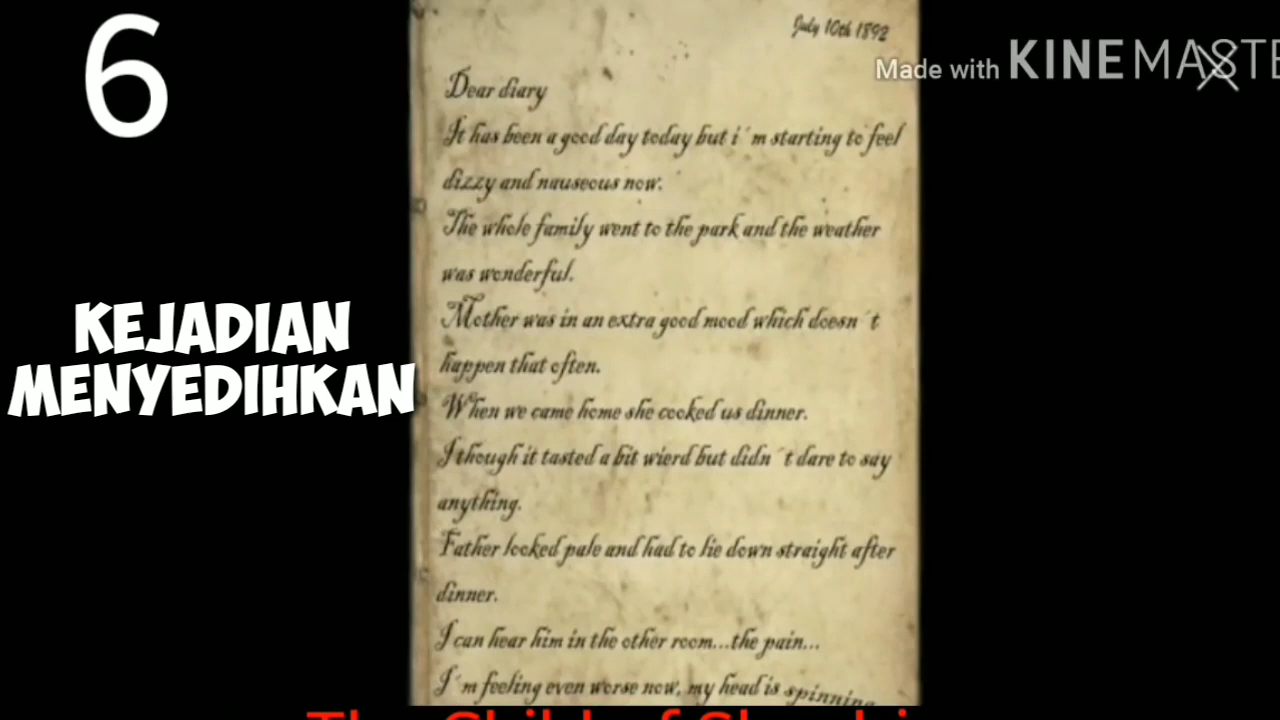 6
July 10th 1892
Made with KINEMASTE
Dear diary
It has been a good day today but i´m starting to feel
dizzy and nauseous now.
The whole family went to the park and the weather
was wonderful.
KEJADIAN
MENYEDIHKAN
Mother was in an extra good mood which doesn´t
happen that often.
When we came home she cooked us dinner.
I though it tasted a bit wierd but didn´t dare to say
anything.
Father looked pale and had to lie down straight after
dinner.
I can hear him in the other room...the pain...
I´m feeling even worse now, my head is spinning